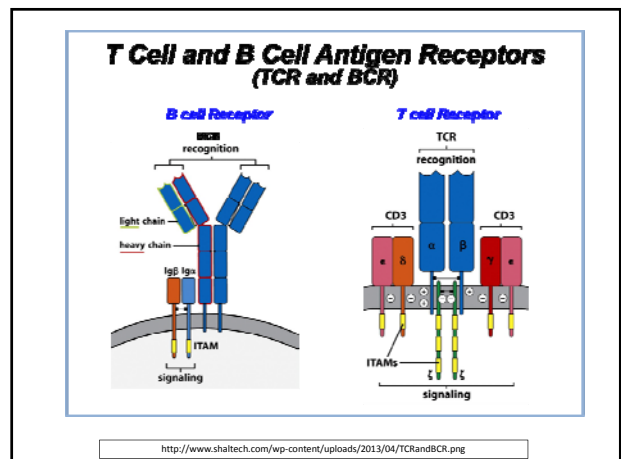 T Cell and B Cell Antigen Receptors
(TCR and BCR)
B cell Receptor
T cell Receptor
recognition
light chain
heavy chain
Igβ Igα
ITAM
signaling
TCR
recognition
CD3
CD3
α
β
ε
δ
γ
ε
+
+
+
+
− − − − − −
ITAMs
ζ
ζ
signaling
http://www.shaltech.com/wp-content/uploads/2013/04/TCRandBCR.png